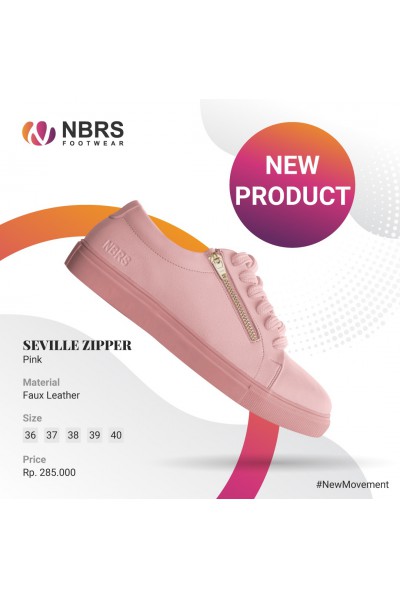 NBRS
FOOTWEAR
NEW
PRODUCT
NBRS
SEVILLE ZIPPER
Pink
Material
Faux Leather
Size
36 37 38 39 40
Price
Rp. 285.000
#NewMovement